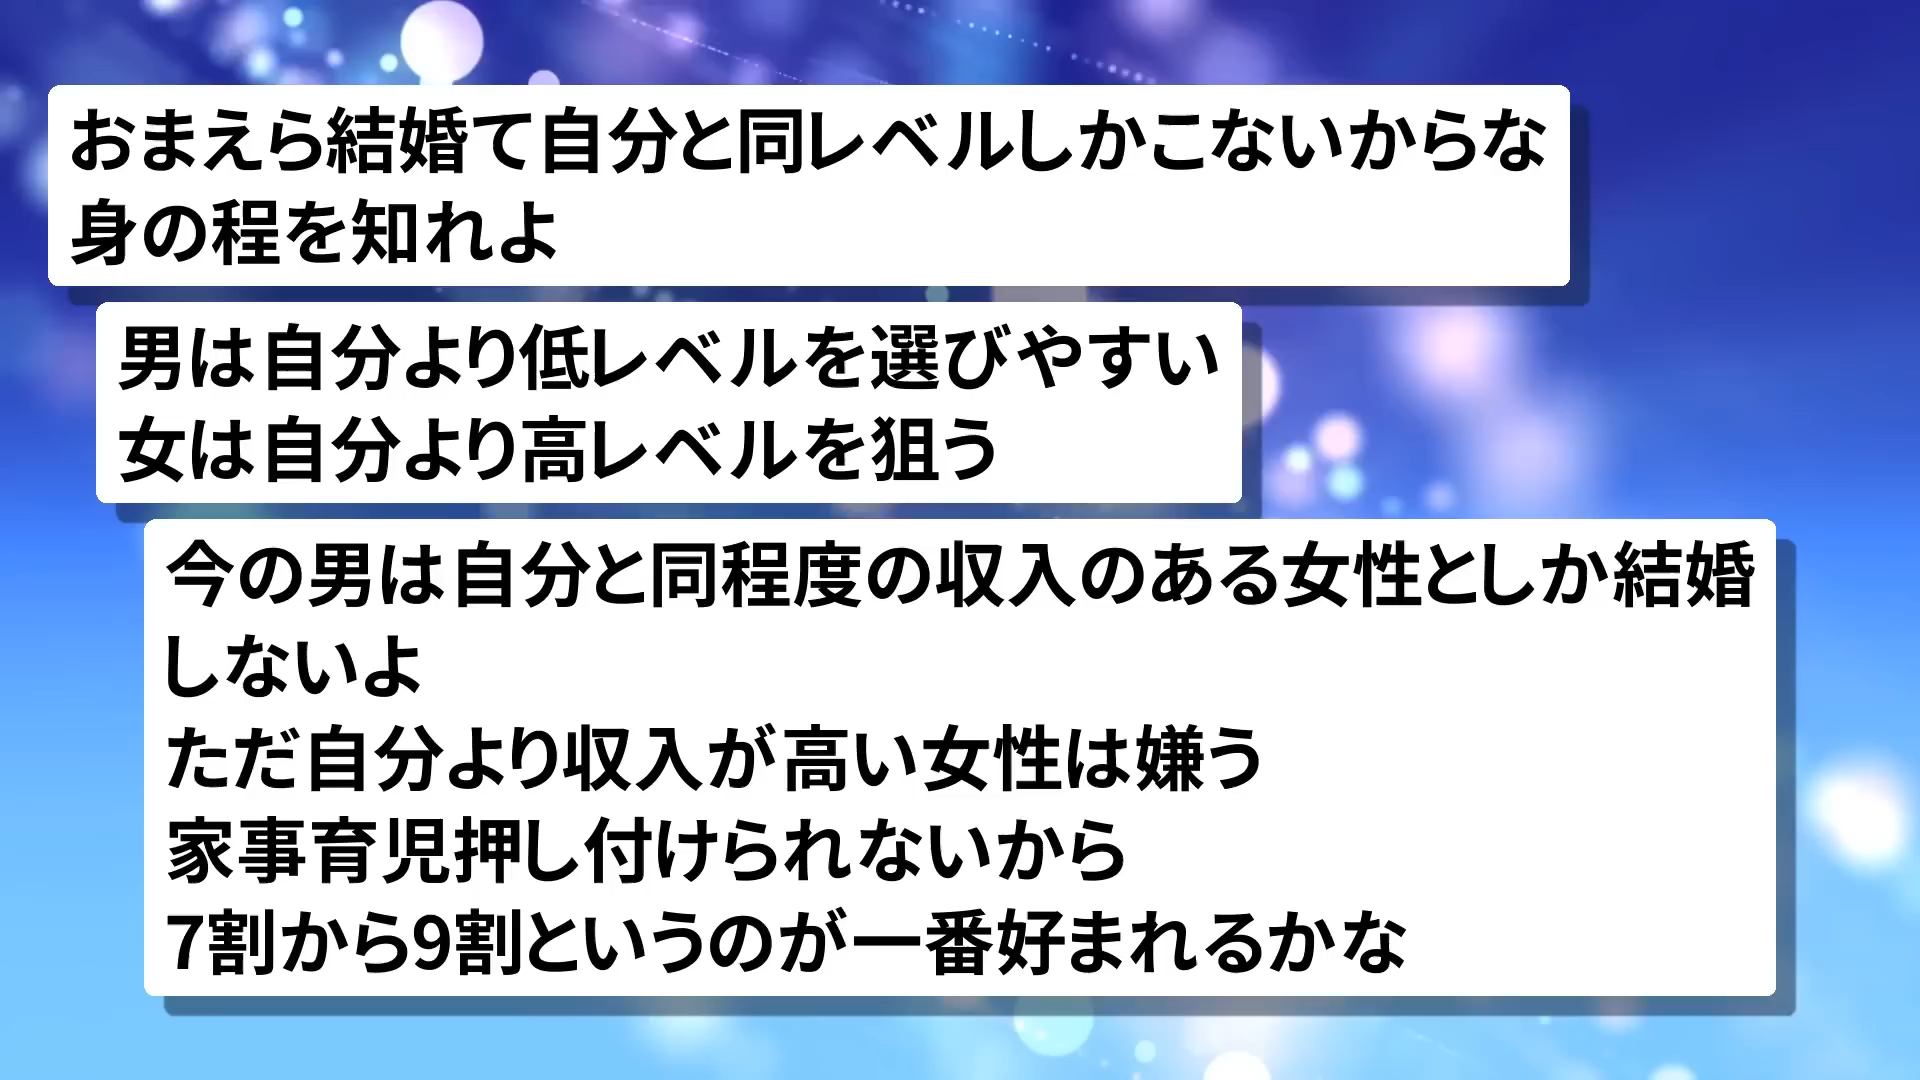 おまえら結婚て自分と同レベルしかこないからな
身の程を知れよ
男は自分より低レベルを選びやすい
女は自分より高レベルを狙う
今の男は自分と同程度の収入のある女性としか結婚
しないよ
ただ自分より収入が高い女性は嫌う
家事育児押し付けられないから
7割から9割というのが一番好まれるかな